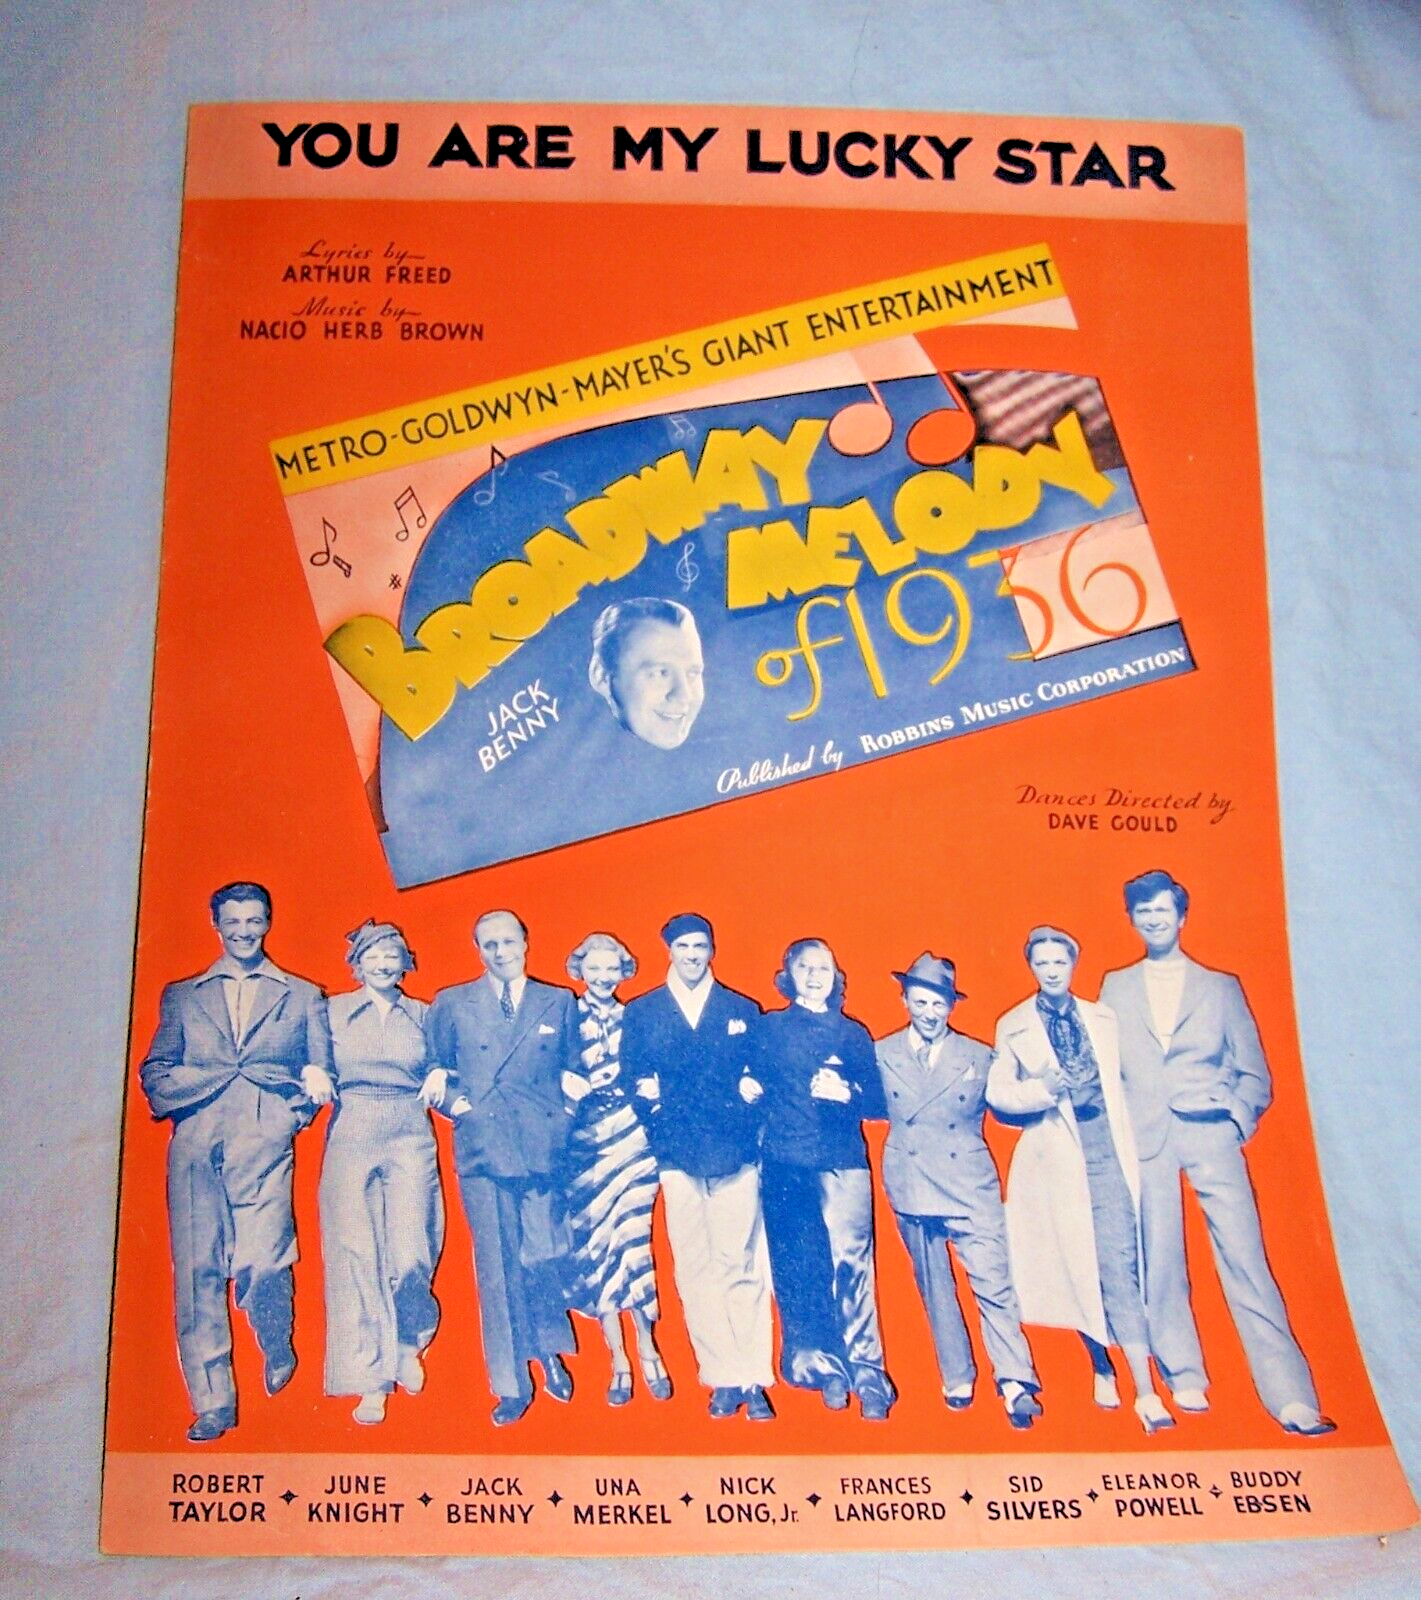 YOU ARE MY LUCKY STAR
Lyrics by
ARTHUR FREED
Music by
NACIO HERB BROWN
METRO-GOLDWYN-MAYER'S GIANT ENTERTAINMENT
BROADWAY
MELODY
of 1936
JACK
BENNY
Published by ROBBINS MUSIC CORPORATION
Dances Directed by
DAVE GOULD
ROBERT TAYLOR
JUNE KNIGHT
JACK BENNY
UNA MERKEL
NICK LONG, Jr.
FRANCES LANGFORD
SID SILVERS
ELEANOR POWELL
BUDDY EBSEN